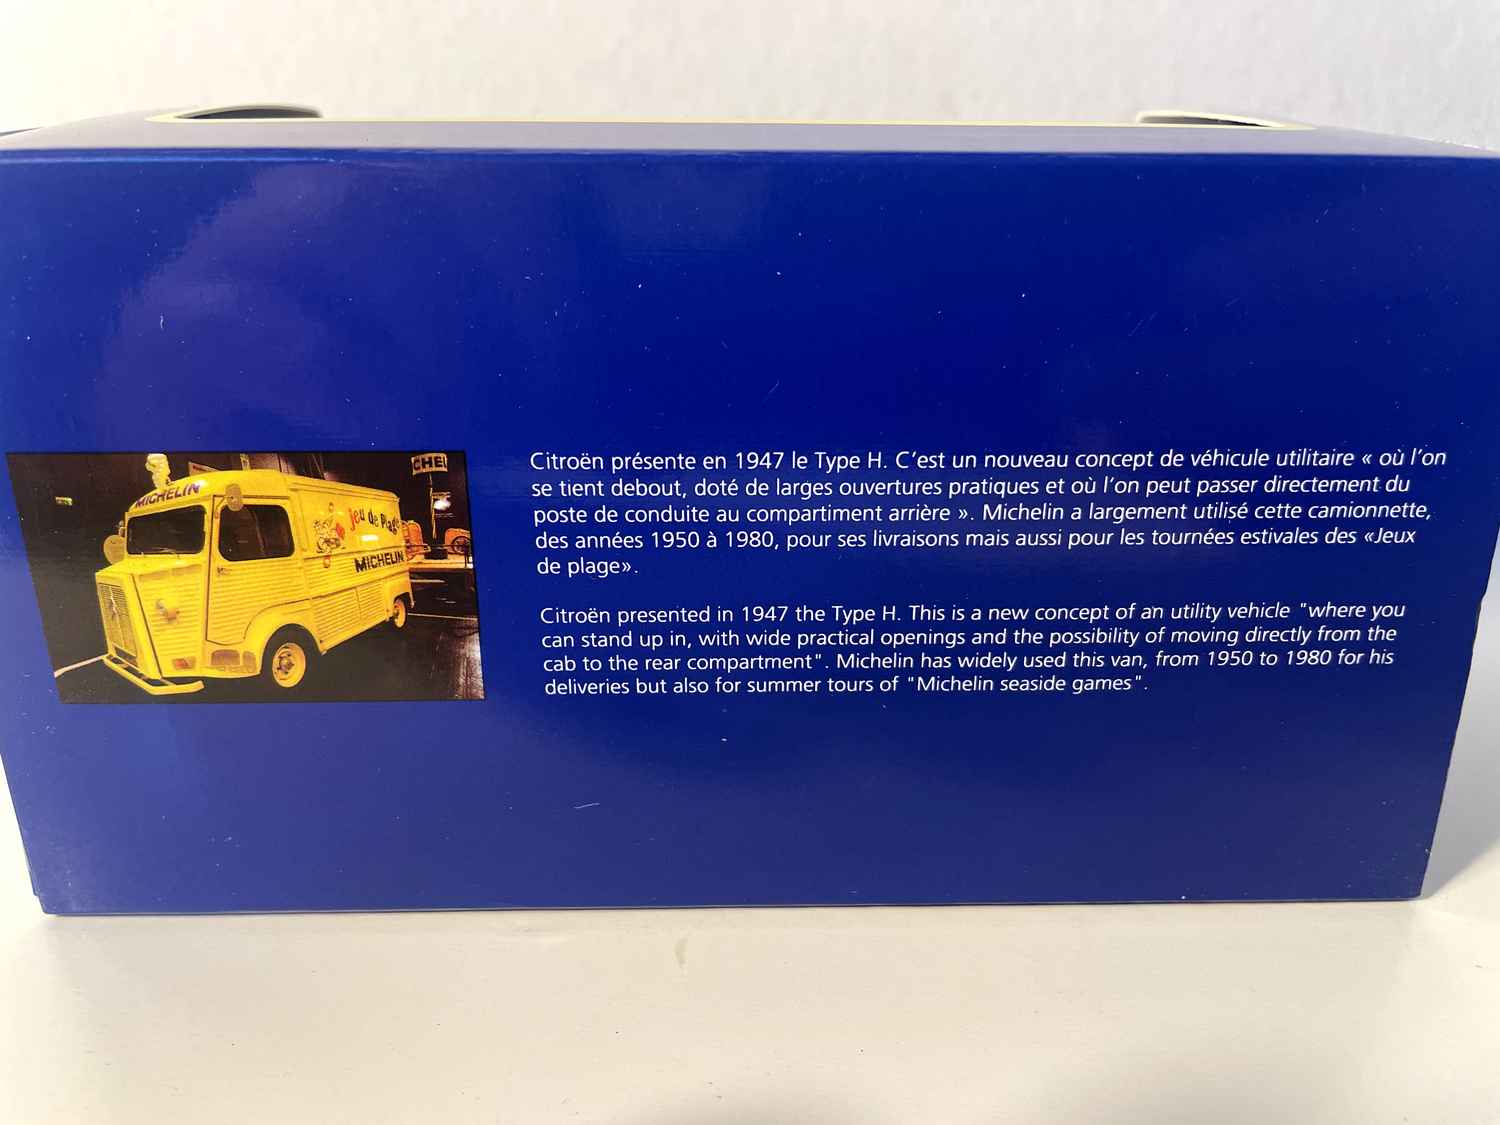 CHEL
MICHELIN
Jeu de Plage
MICHELIN
Citroën présente en 1947 le Type H. C'est un nouveau concept de véhicule utilitaire « où l'on
se tient debout, doté de larges ouvertures pratiques et où l'on peut passer directement du
poste de conduite au compartiment arrière ». Michelin a largement utilisé cette camionnette,
des années 1950 à 1980, pour ses livraisons mais aussi pour les tournées estivales des «Jeux
de plage».
Citroën presented in 1947 the Type H. This is a new concept of an utility vehicle "where you
can stand up in, with wide practical openings and the possibility of moving directly from the
cab to the rear compartment". Michelin has widely used this van, from 1950 to 1980 for his
deliveries but also for summer tours of "Michelin seaside games".